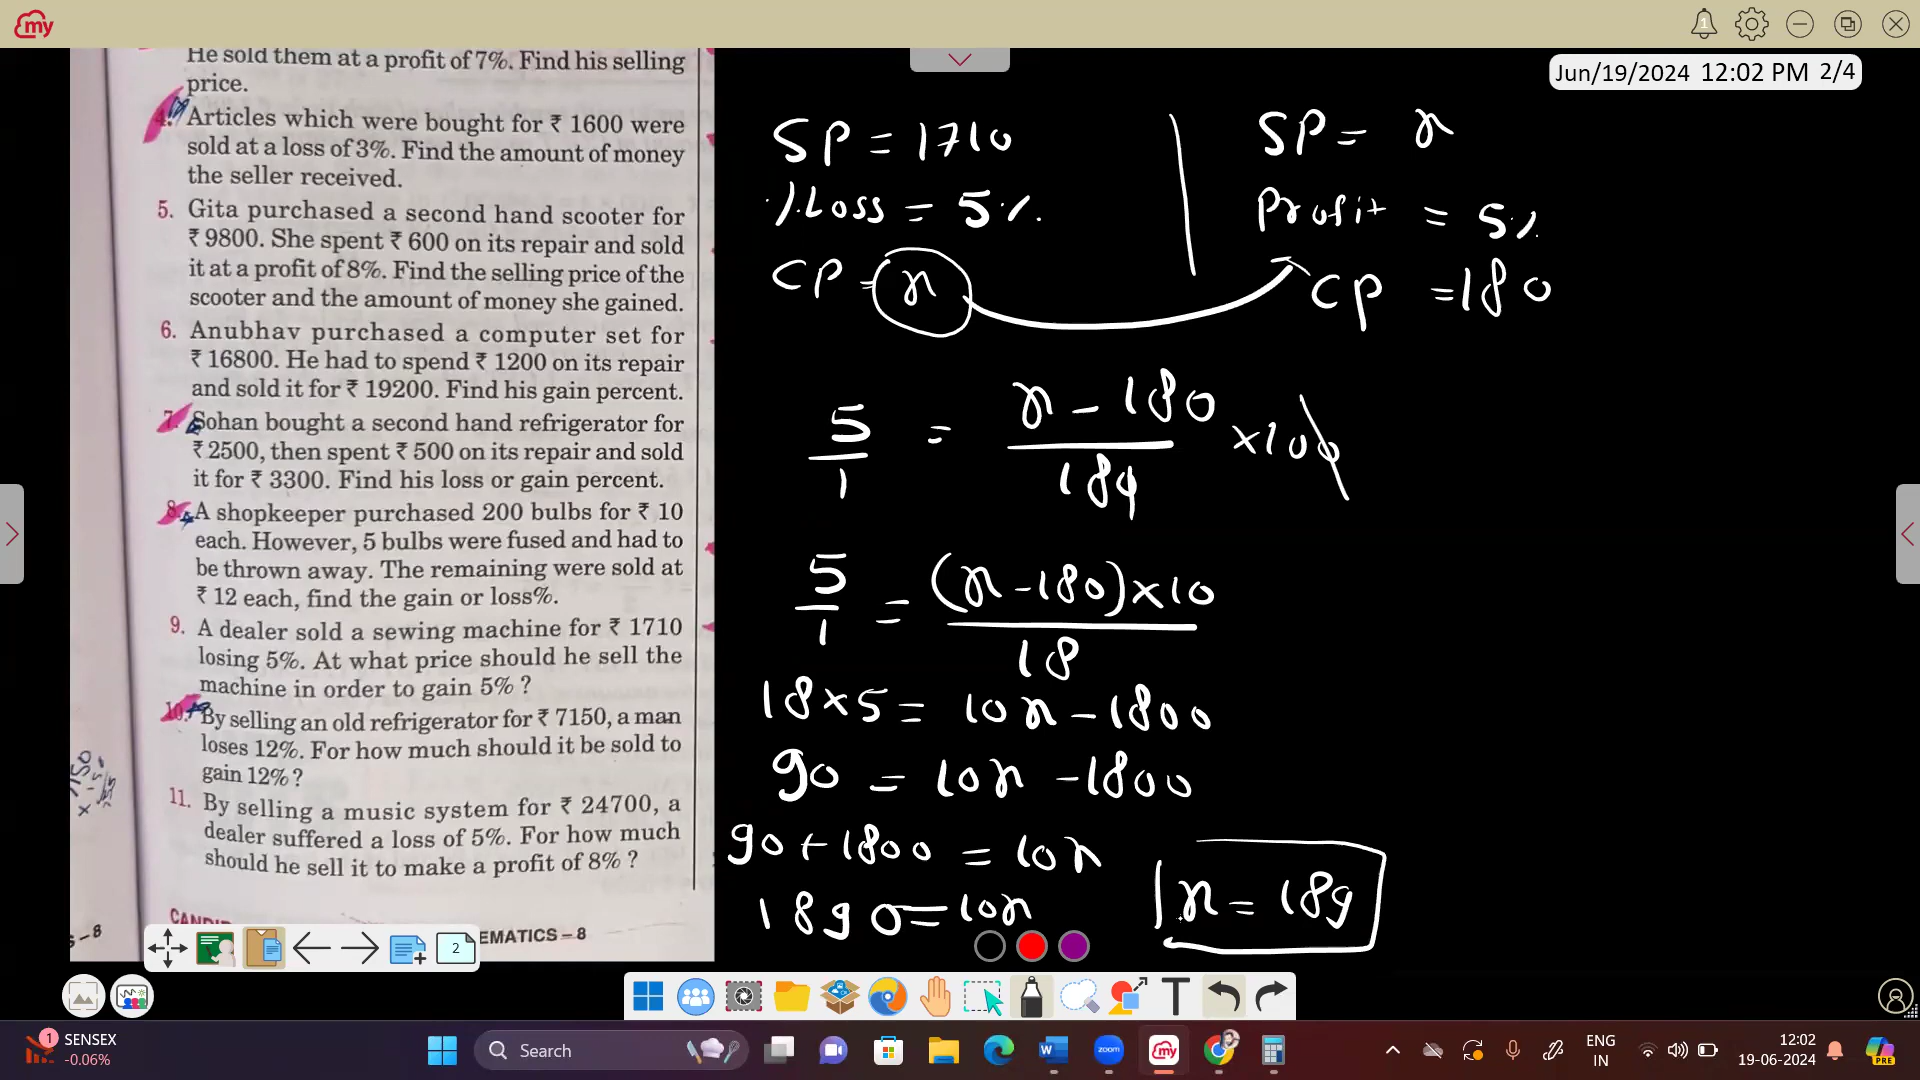 my
Jun/19/2024 12:02 PM 2/4
He sold them at a profit of 7%. Find his selling
price.
4. Articles which were bought for ₹ 1600 were
sold at a loss of 3%. Find the amount of money
the seller received.
5. Gita purchased a second hand scooter for
₹ 9800. She spent ₹ 600 on its repair and sold
it at a profit of 8%. Find the selling price of the
scooter and the amount of money she gained.
6. Anubhav purchased a computer set for
₹ 16800. He had to spend ₹ 1200 on its repair
and sold it for ₹ 19200. Find his gain percent.
7. Sohan bought a second hand refrigerator for
₹ 2500, then spent ₹ 500 on its repair and sold
it for ₹ 3300. Find his loss or gain percent.
8. A shopkeeper purchased 200 bulbs for ₹ 10
each. However, 5 bulbs were fused and had to
be thrown away. The remaining were sold at
₹ 12 each, find the gain or loss%.
9. A dealer sold a sewing machine for ₹ 1710
losing 5%. At what price should he sell the
machine in order to gain 5% ?
10. By selling an old refrigerator for ₹ 7150, a man
loses 12%. For how much should it be sold to
gain 12% ?
11. By selling a music system for ₹ 24700, a
dealer suffered a loss of 5%. For how much
should he sell it to make a profit of 8% ?
EMATICS – 8
– 8
SP = 1710
% Loss = 5%.
CP = x
SP = x
Profit = 5%
CP = 180
5/1 = x - 180/180 × 100
5/1 = (x - 180) × 10/18
18 × 5 = 10x - 1800
90 = 10x - 1800
90 + 1800 = 10x
1890 = 10x
x = 189
2
T
1
SENSEX
-0.06%
Search
W
zoom
my
ENG
IN
12:02
19-06-2024
PRE